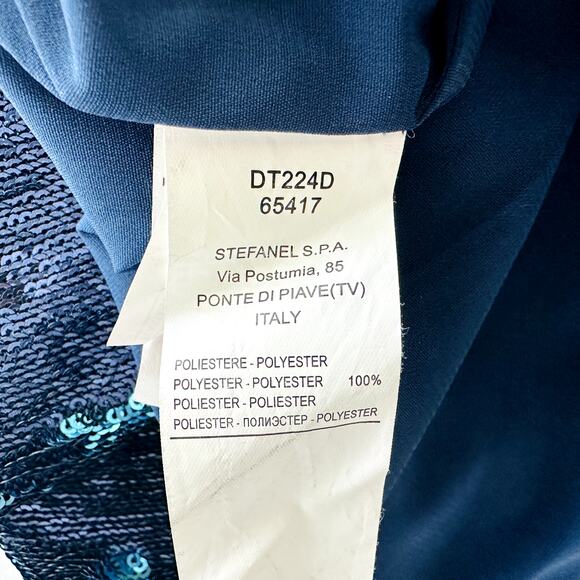 DT224D
65417
STEFANEL S.P.A.
Via Postumia, 85
PONTE DI PIAVE(TV)
ITALY
POLIESTERE - POLYESTER
POLYESTER - POLYESTER 100%
POLIESTER - POLIESTER
POLIESTER - ПОЛИЭСТЕР - POLYESTER